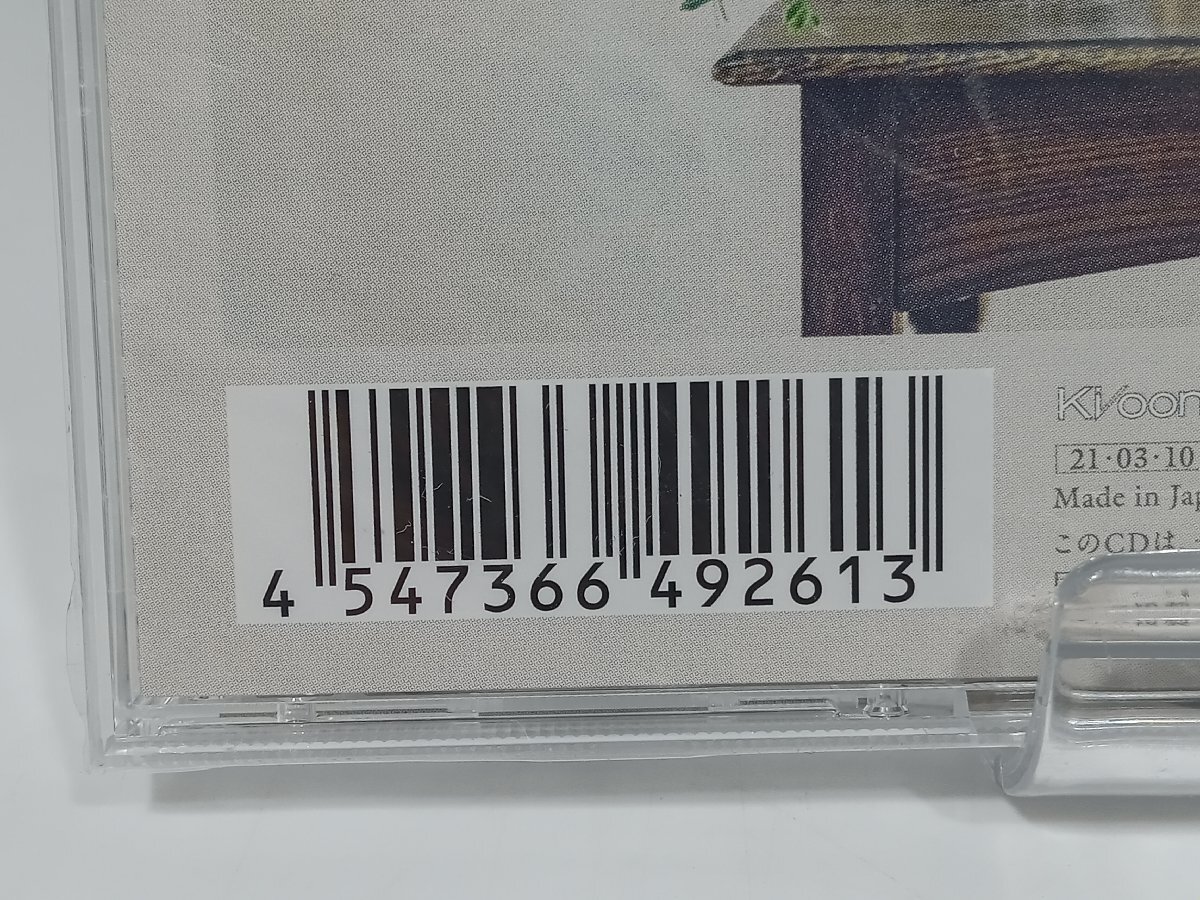 4 547366 492613
Ki/oon
21·03·10
Made in Jap
このCDは